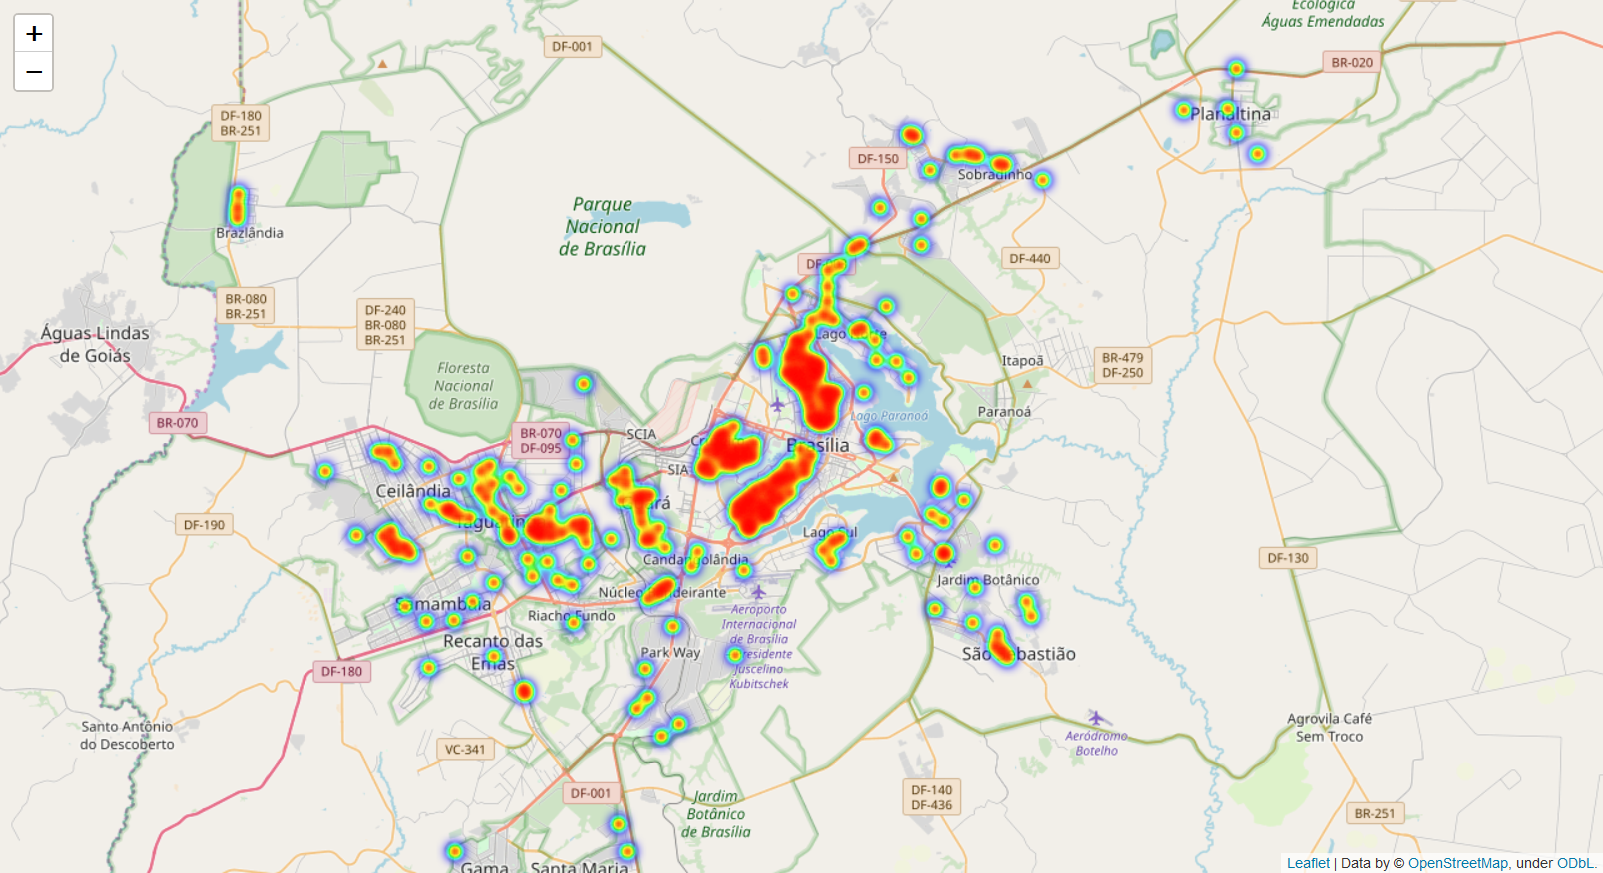 +
−
Ecológica
Águas Emendadas
DF-001
BR-020
DF-180
BR-251
Planaltina
DF-150
Sobradinho
Parque
Nacional
de Brasília
Brazlândia
DF-440
BR-080
BR-251
DF-240
BR-080
BR-251
Águas Lindas
de Goiás
Lago Norte
Itapoã
BR-479
DF-250
Floresta
Nacional
de Brasília
Paranoá
Lago Paranoá
BR-070
BR-070
DF-095
SCIA
Brasília
SIA
Ceilândia
DF-190
Lago Sul
Candangolândia
DF-130
Jardim Botânico
Samambaia
Riacho Fundo
Aeroporto
Internacional
de Brasília
Presidente
Juscelino
Kubitschek
Recanto das
Emas
Park Way
São Sebastião
DF-180
Santo Antônio
do Descoberto
Agrovila Café
Sem Troco
Aeródromo
Botelho
VC-341
DF-001
Jardim
Botânico
de Brasília
DF-140
DF-436
BR-251
Gama
Santa Maria
Leaflet | Data by © OpenStreetMap, under ODbL.